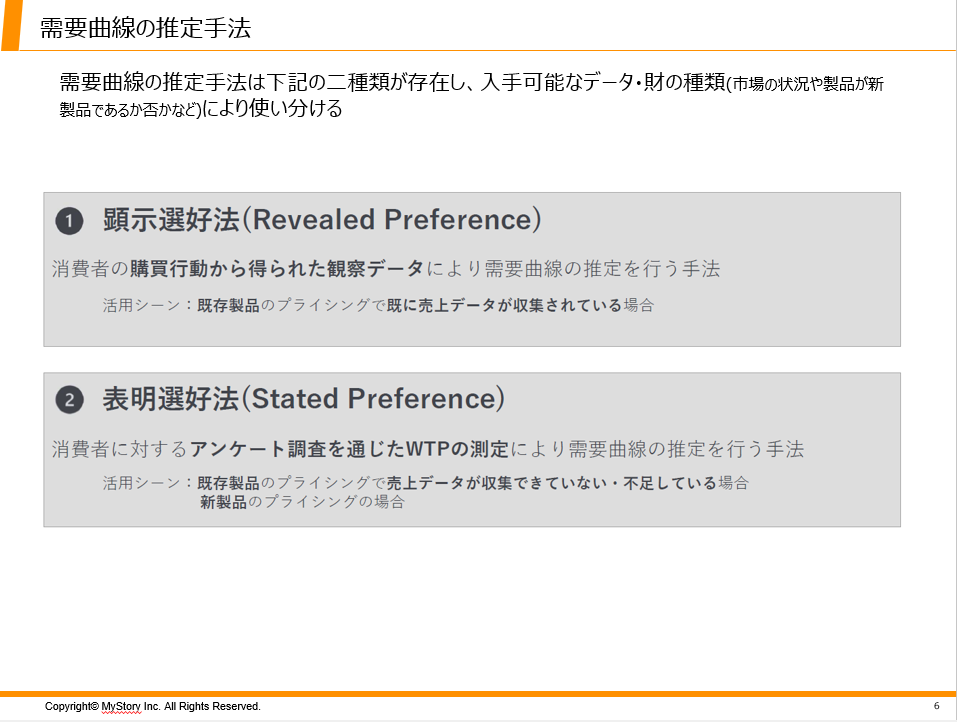 需要曲線の推定手法
需要曲線の推定手法は下記の二種類が存在し、入手可能なデータ・財の種類(市場の状況や製品が新
製品であるか否かなど)により使い分ける
1 顕示選好法(Revealed Preference)
消費者の購買行動から得られた観察データにより需要曲線の推定を行う手法
活用シーン：既存製品のプライシングで既に売上データが収集されている場合
2 表明選好法(Stated Preference)
消費者に対するアンケート調査を通じたWTPの測定により需要曲線の推定を行う手法
活用シーン：既存製品のプライシングで売上データが収集できていない・不足している場合
新製品のプライシングの場合
Copyright© MyStory Inc. All Rights Reserved.
6